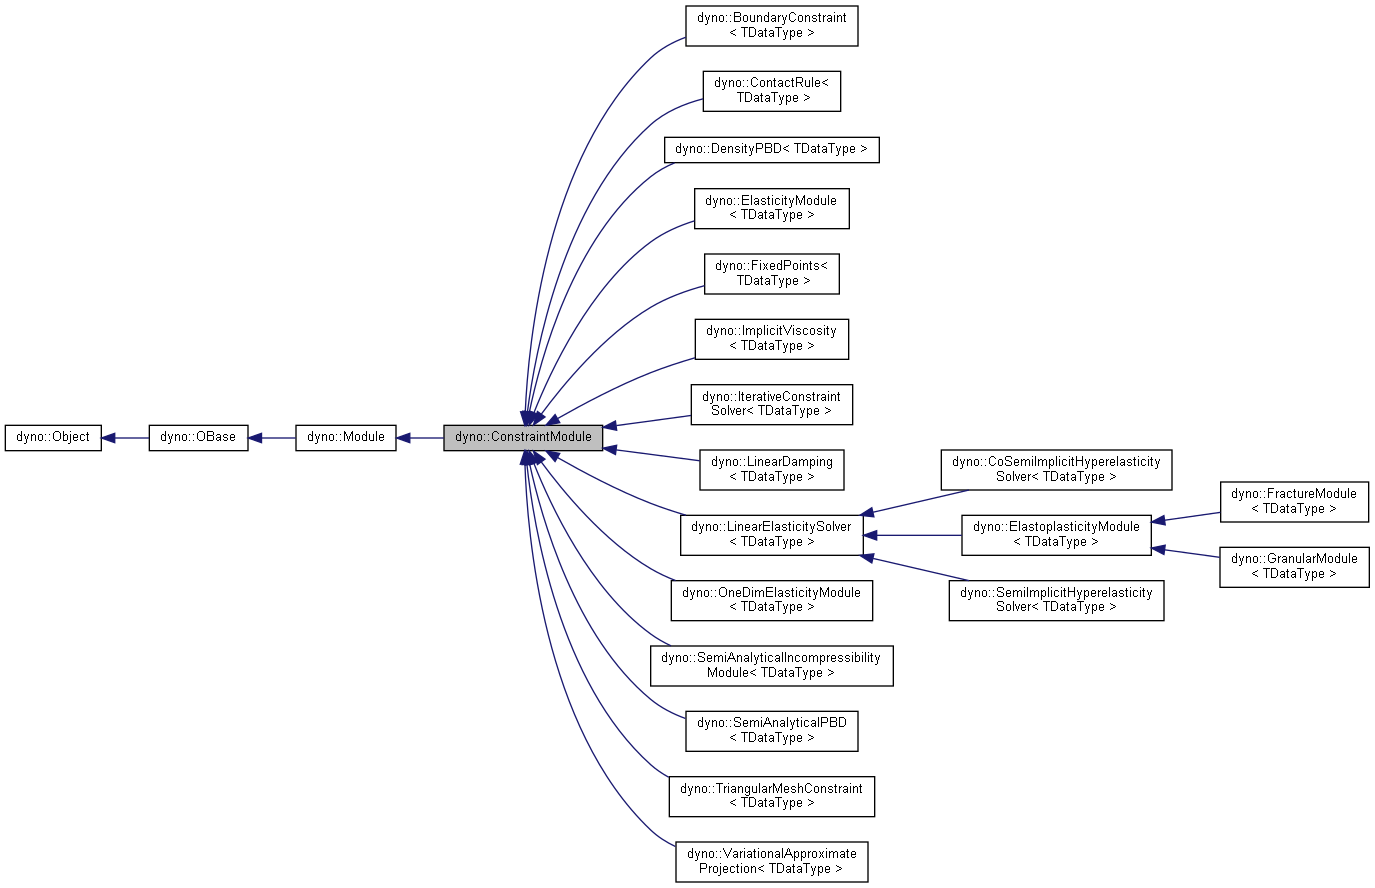 dyno::BoundaryConstraint
< TDataType >
dyno::ContactRule<
TDataType >
dyno::DensityPBD< TDataType >
dyno::ElasticityModule
< TDataType >
dyno::FixedPoints<
TDataType >
dyno::ImplicitViscosity
< TDataType >
dyno::IterativeConstraint
Solver< TDataType >
dyno::Object
dyno::OBase
dyno::Module
dyno::ConstraintModule
dyno::LinearDamping
< TDataType >
dyno::CoSemiImplicitHyperelasticity
Solver< TDataType >
dyno::LinearElasticitySolver
< TDataType >
dyno::ElastoplasticityModule
< TDataType >
dyno::FractureModule
< TDataType >
dyno::GranularModule
< TDataType >
dyno::SemiImplicitHyperelasticity
Solver< TDataType >
dyno::OneDimElasticityModule
< TDataType >
dyno::SemiAnalyticalIncompressibility
Module< TDataType >
dyno::SemiAnalyticalPBD
< TDataType >
dyno::TriangularMeshConstraint
< TDataType >
dyno::VariationalApproximate
Projection< TDataType >